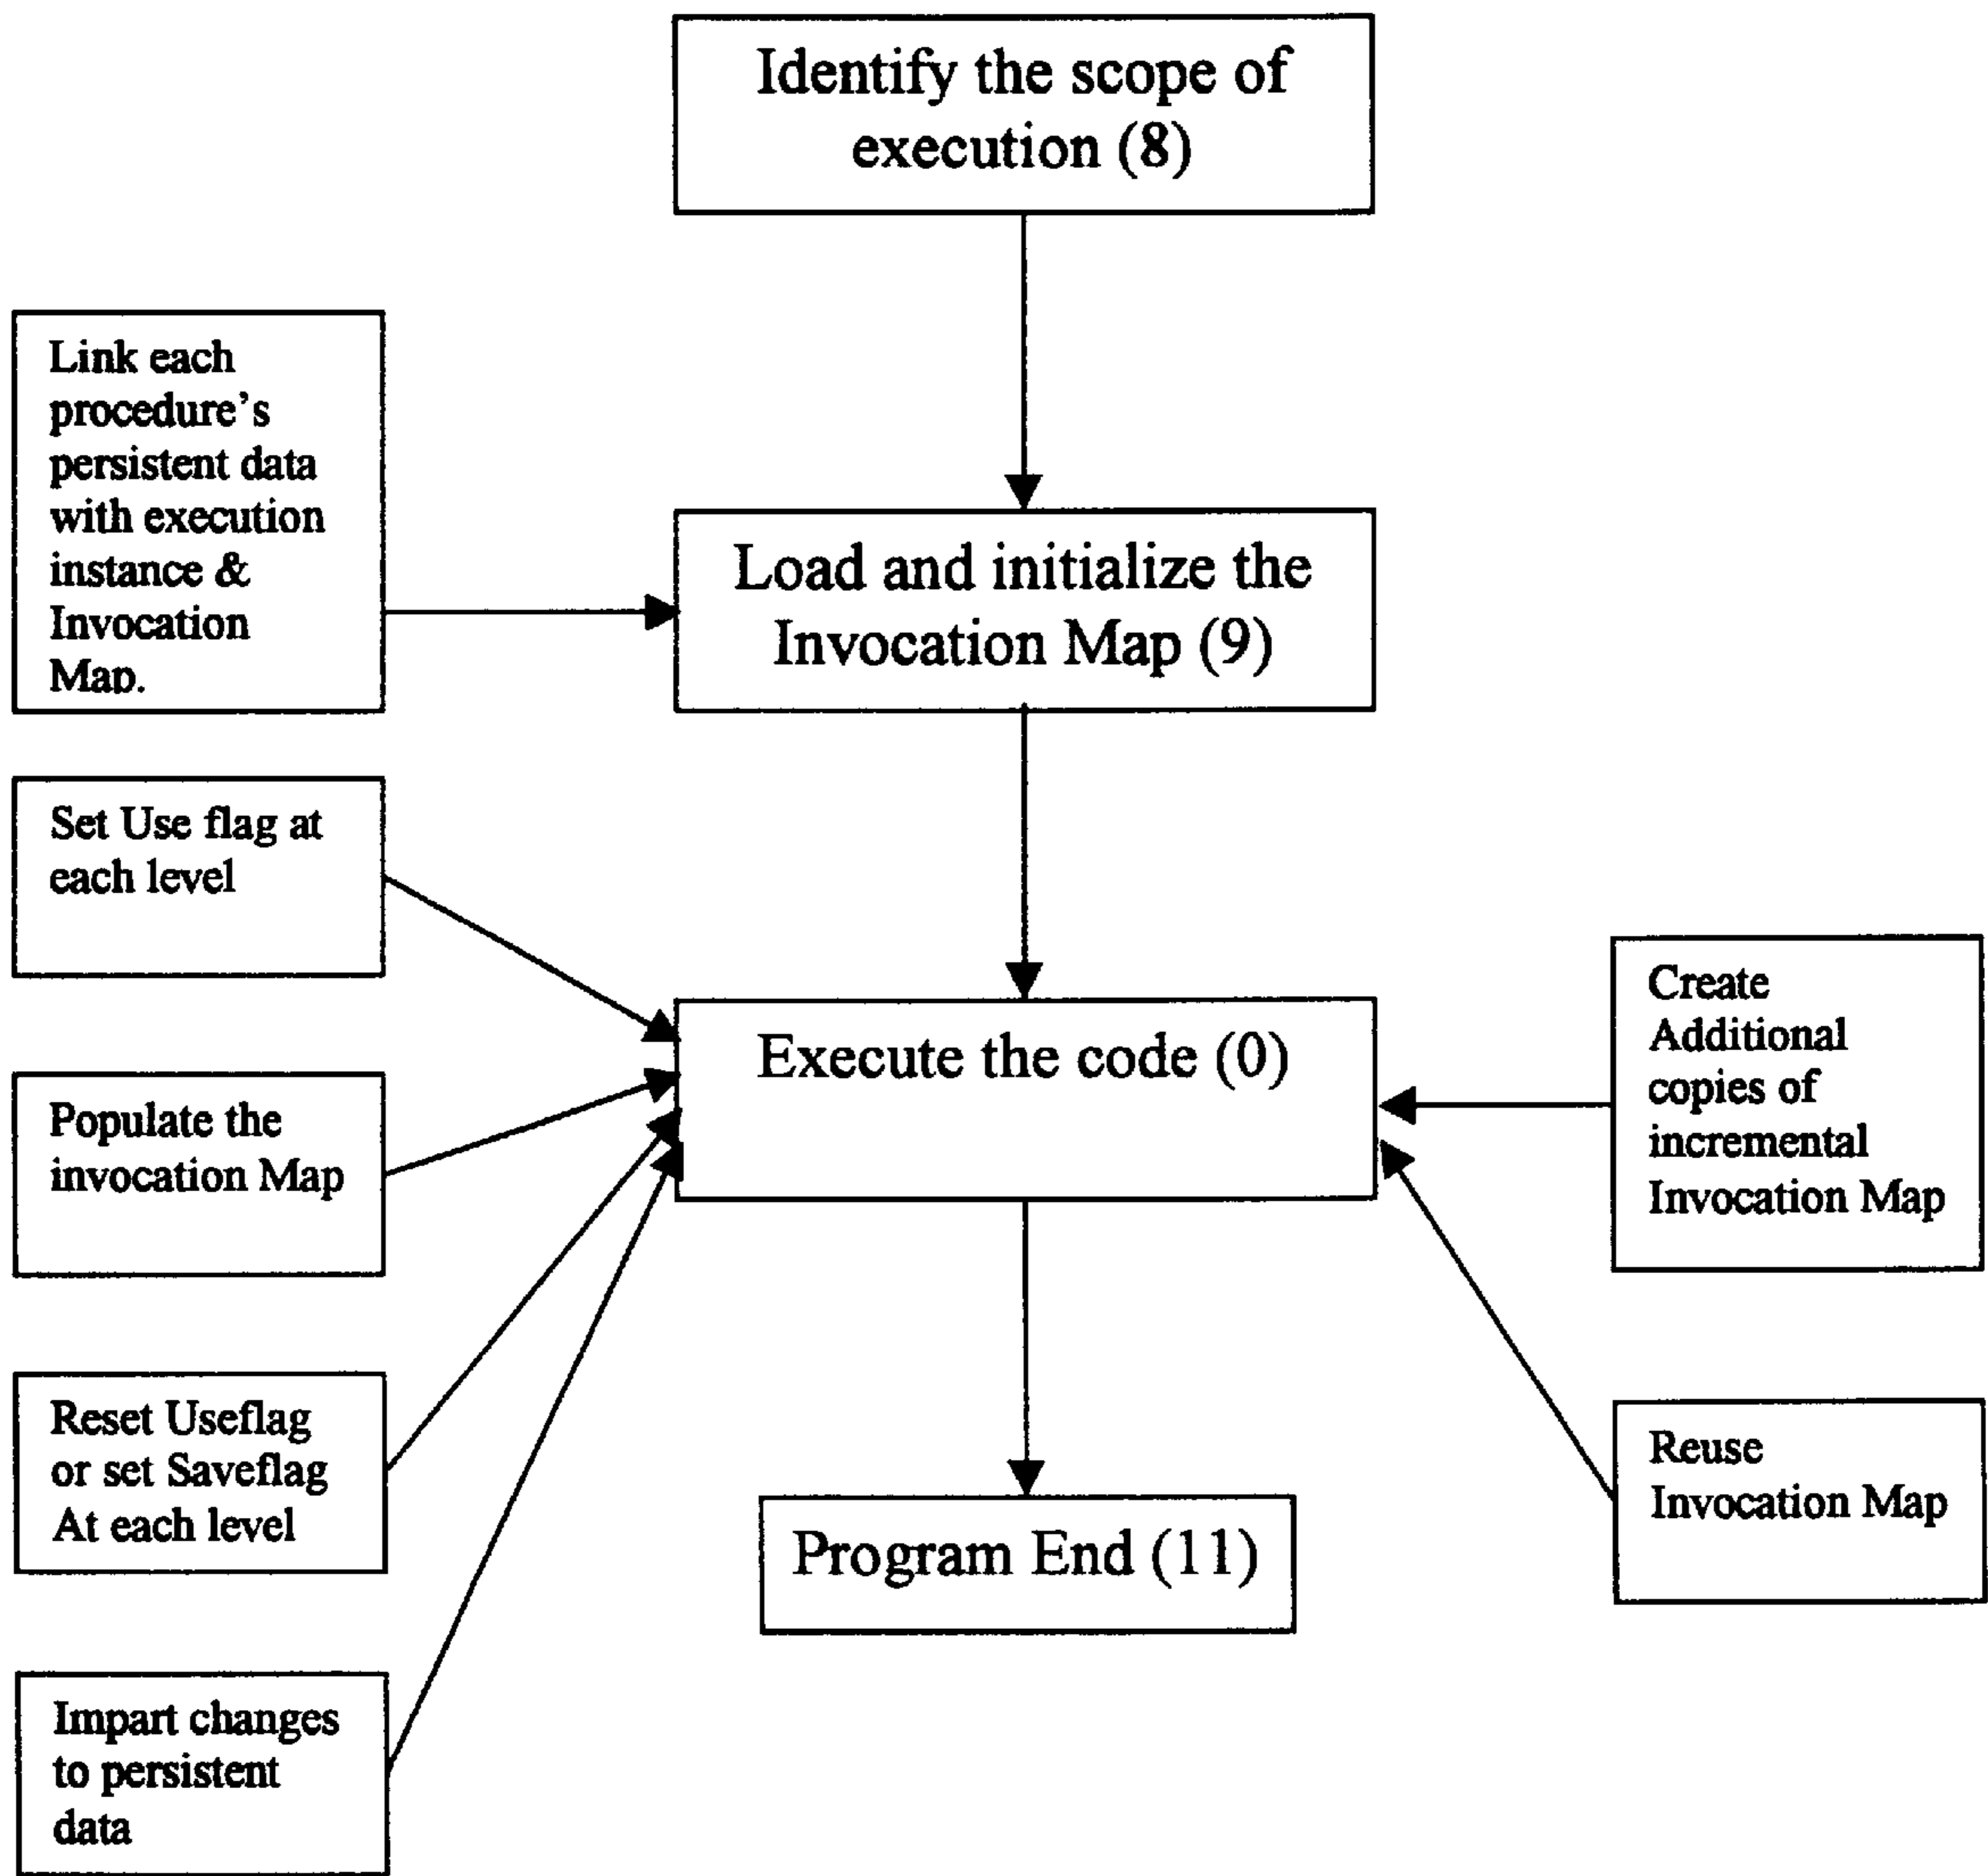 Identify the scope of
execution (8)
Link each
procedure’s
persistent data
with execution
instance &
Invocation
Map.
Load and initialize the
Invocation Map (9)
Set Use flag at
each level
Populate the
invocation Map
Reset Useflag
or set Saveflag
At each level
Impart changes
to persistent
data
Execute the code (0)
Create
Additional
copies of
incremental
Invocation Map
Reuse
Invocation Map
Program End (11)